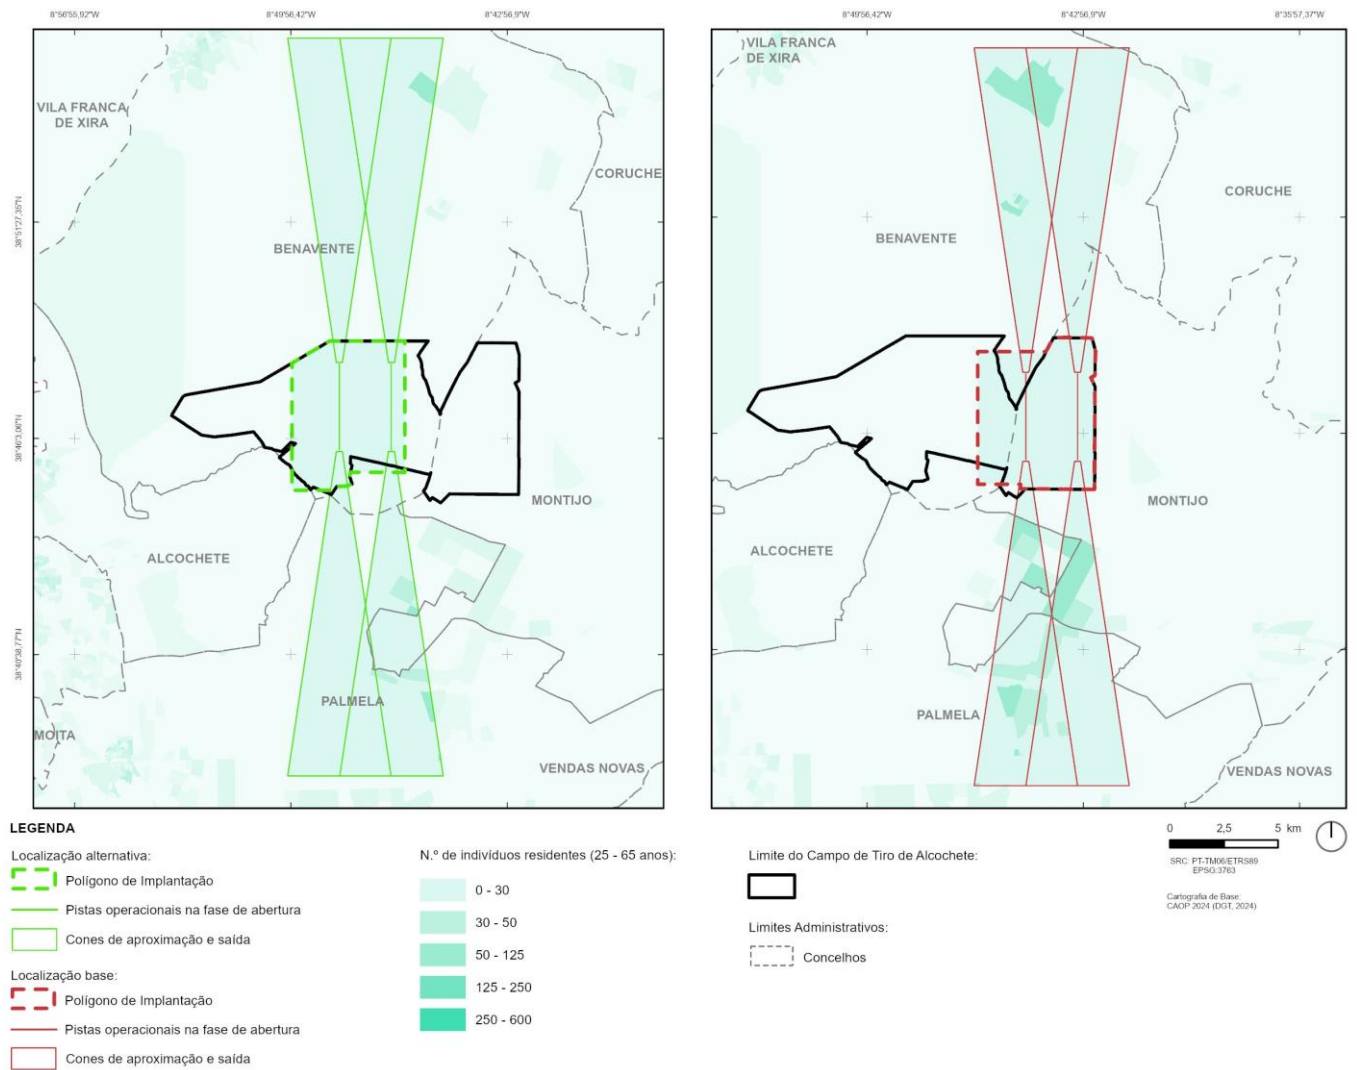 8°56'55,92"W
8°49'56,42"W
8°42'56,9"W
8°49'56,42"W
8°42'56,9"W
8°35'57,37"W
38°51'27,35"N
38°46'3,06"N
38°40'38,77"N
VILA FRANCA
DE XIRA
CORUCHE
BENAVENTE
MONTIJO
ALCOCHETE
PALMELA
MOITA
VENDAS NOVAS
VILA FRANCA
DE XIRA
CORUCHE
BENAVENTE
MONTIJO
ALCOCHETE
PALMELA
VENDAS NOVAS
LEGENDA
Localização alternativa:
Polígono de Implantação
Pistas operacionais na fase de abertura
Cones de aproximação e saída
Localização base:
Polígono de Implantação
Pistas operacionais na fase de abertura
Cones de aproximação e saída
N.º de indivíduos residentes (25 - 65 anos):
0 - 30
30 - 50
50 - 125
125 - 250
250 - 600
Limite do Campo de Tiro de Alcochete:
Limites Administrativos:
Concelhos
0 2,5 5 km
SRC: PT-TM06/ETRS89
EPSG:3763
Cartografia de Base:
CAOP 2024 (DGT, 2024)